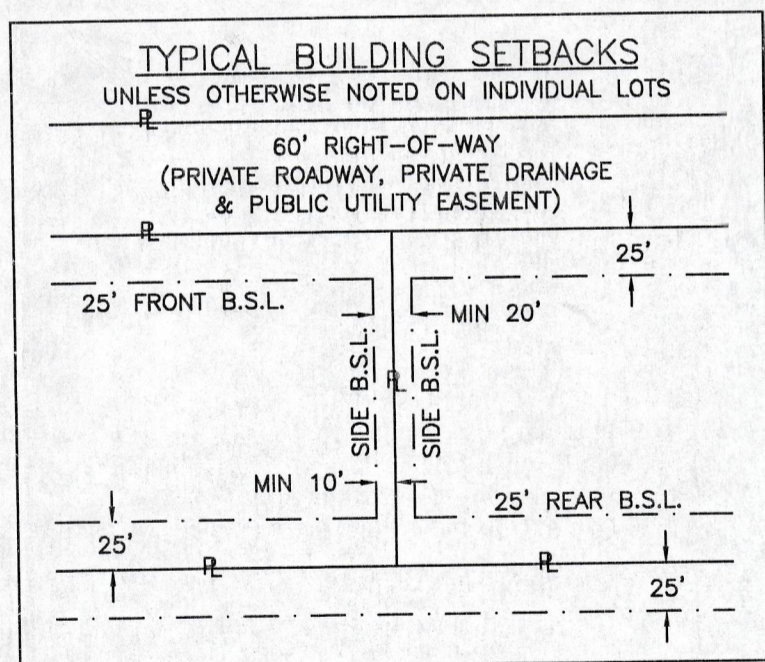 TYPICAL BUILDING SETBACKS
UNLESS OTHERWISE NOTED ON INDIVIDUAL LOTS
PL
60' RIGHT-OF-WAY
(PRIVATE ROADWAY, PRIVATE DRAINAGE
& PUBLIC UTILITY EASEMENT)
PL
25'
25' FRONT B.S.L.
MIN 20'
SIDE B.S.L.
PL
SIDE B.S.L.
MIN 10'
25' REAR B.S.L.
25'
PL
PL
25'